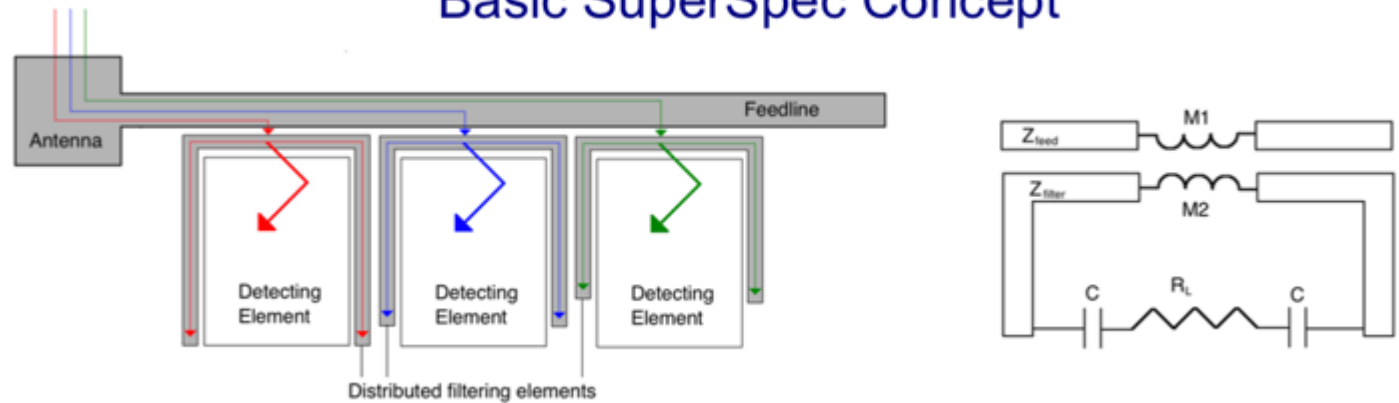 Basic SuperSpec Concept
Antenna
Feedline
Detecting
Element
Detecting
Element
Detecting
Element
Distributed filtering elements
Zfeed
M1
Zfilter
M2
C
RL
C